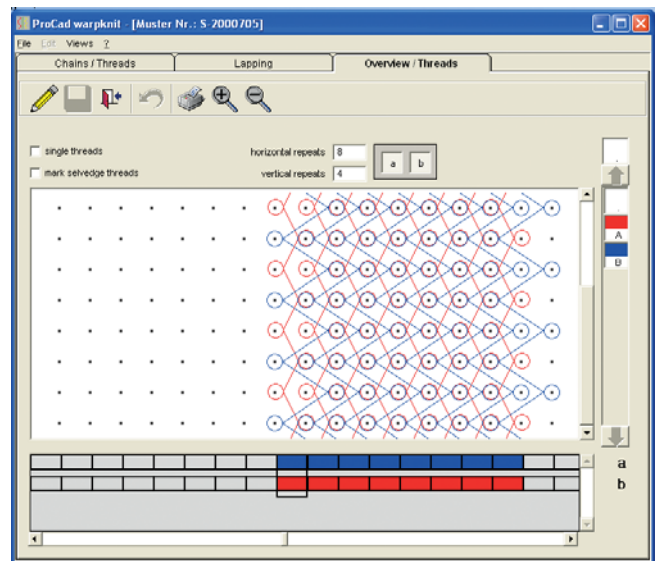 ProCad warpknit - [Muster Nr.: S-2000705]
File Edit Views ?
Chains / Threads Lapping Overview / Threads
single threads horizontal repeats 8 a b
mark selvedge threads vertical repeats 4
A
B
a
b